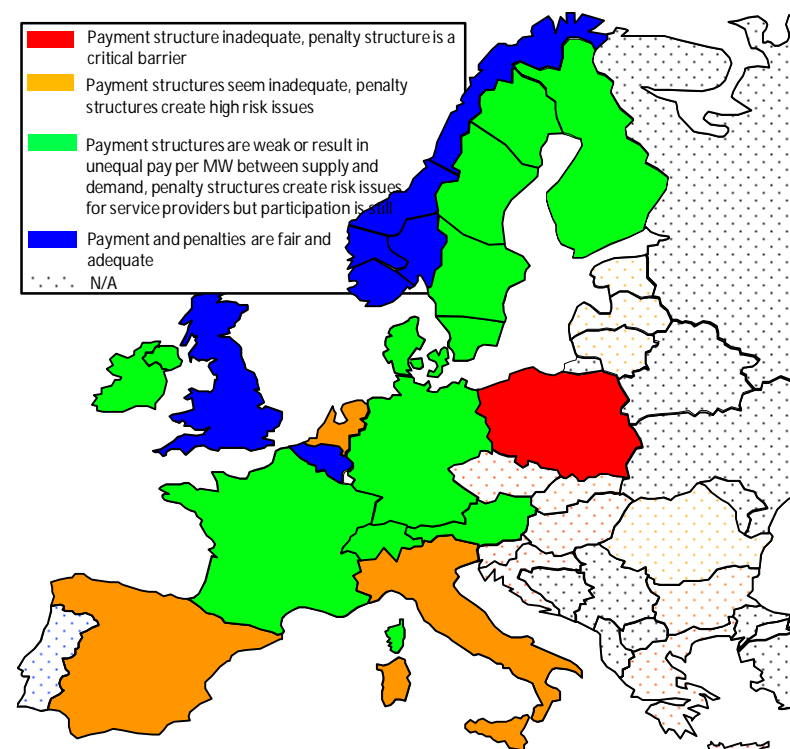 Payment structure inadequate, penalty structure is a
critical barrier
Payment structures seem inadequate, penalty
structures create high risk issues
Payment structures are weak or result in
unequal pay per MW between supply and
demand, penalty structures create risk issues
for service providers but participation is still
Payment and penalties are fair and
adequate
N/A